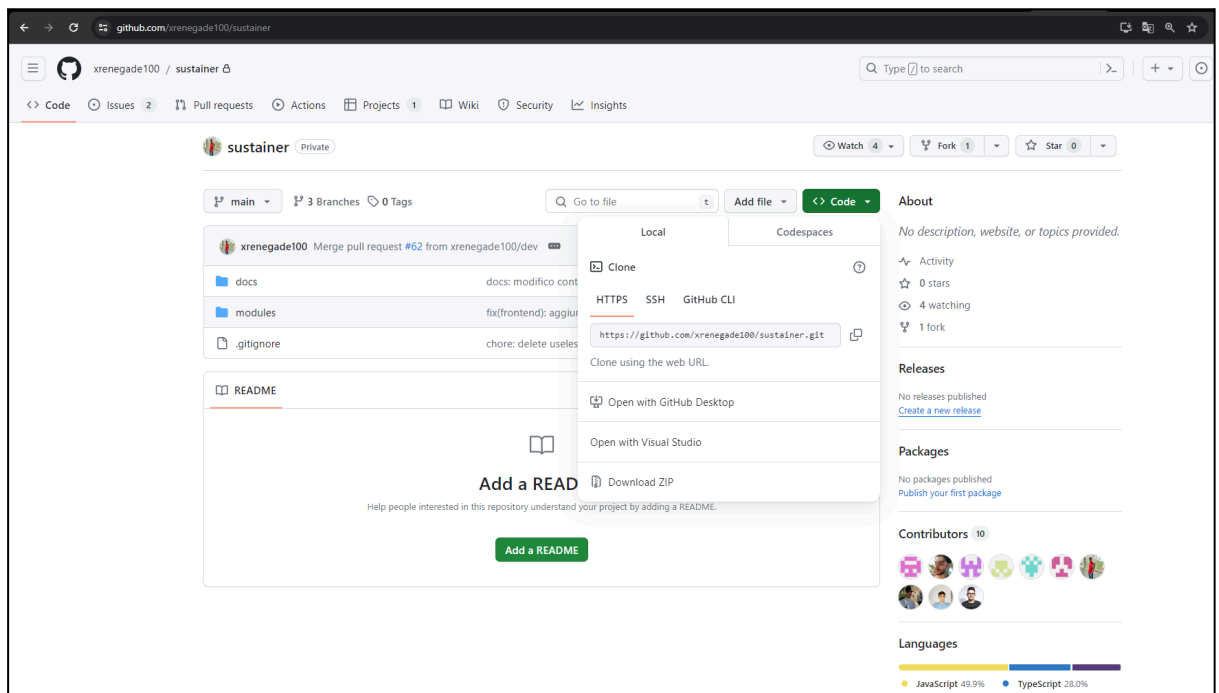 github.com/xrenegade100/sustainer
xrenegade100 / sustainer
Type / to search
Code Issues 2 Pull requests Actions Projects 1 Wiki Security Insights
sustainer Private
Watch 4 Fork 1 Star 0
main 3 Branches 0 Tags Go to file t Add file Code
xrenegade100 Merge pull request #62 from xrenegade100/dev
docs docs: modifico cont
modules fix(frontend): aggiun
.gitignore chore: delete useles
README
Add a READ
Help people interested in this repository understand your project by adding a README.
Add a README
Local Codespaces
Clone
HTTPS SSH GitHub CLI
https://github.com/xrenegade100/sustainer.git
Clone using the web URL.
Open with GitHub Desktop
Open with Visual Studio
Download ZIP
About
No description, website, or topics provided.
Activity
0 stars
4 watching
1 fork
Releases
No releases published
Create a new release
Packages
No packages published
Publish your first package
Contributors 10
Languages
JavaScript 49.9% TypeScript 28.0%